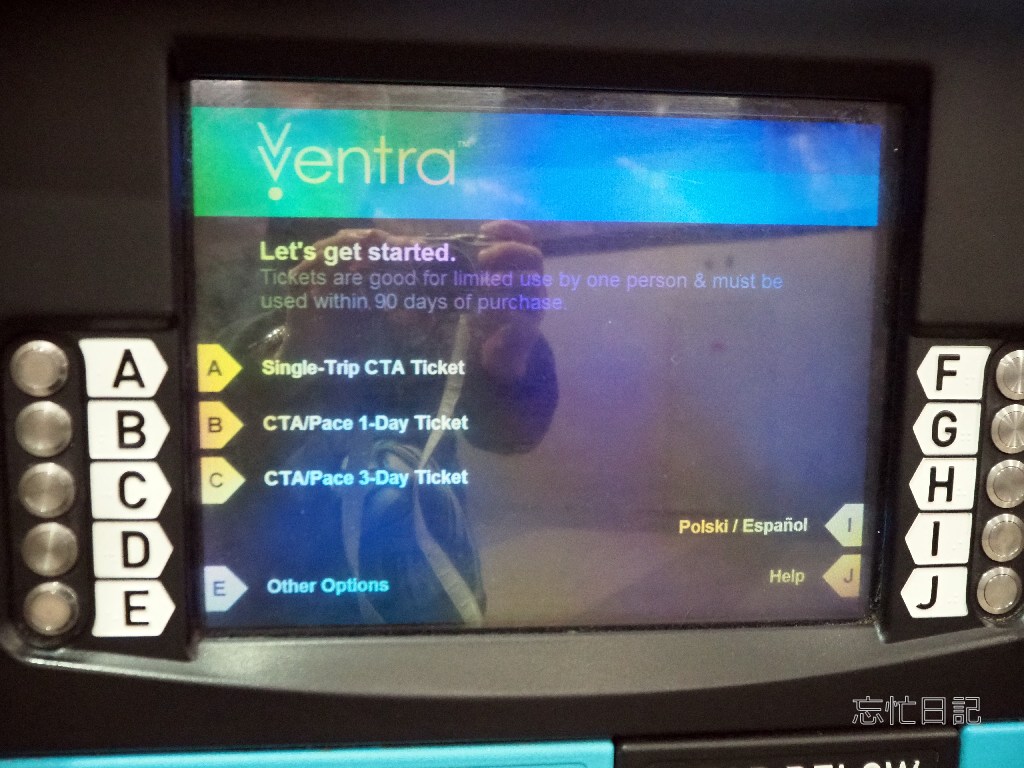 Ventra™
Let's get started.
Tickets are good for limited use by one person & must be
used within 90 days of purchase.
A
A
Single-Trip CTA Ticket
F
B
B
CTA/Pace 1-Day Ticket
G
C
C
CTA/Pace 3-Day Ticket
H
D
Polski / Español
I
I
E
E
Other Options
Help
J
J
忘忙日記
BELOW